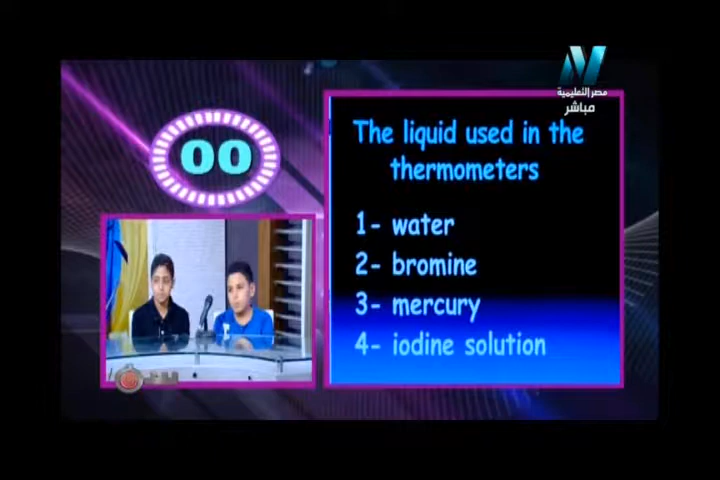 مصر التعليمية
مباشر
00
The liquid used in the
thermometers
1- water
2- bromine
3- mercury
4- iodine solution